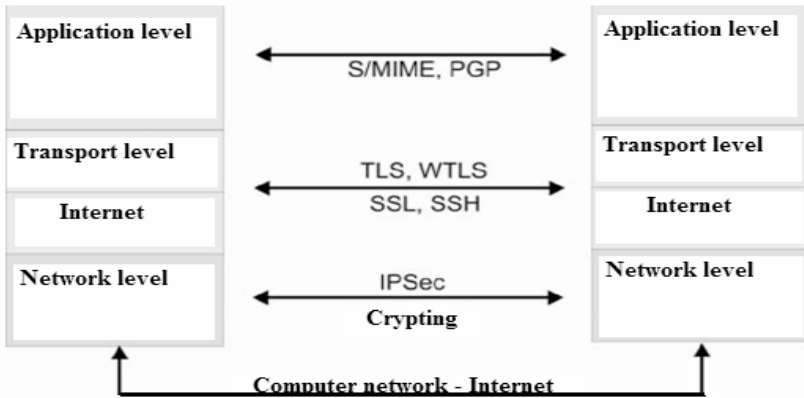 Application level
Application level
S/MIME, PGP
Transport level
Transport level
TLS, WTLS
SSL, SSH
Internet
Internet
Network level
Network level
IPSec
Crypting
Computer network - Internet